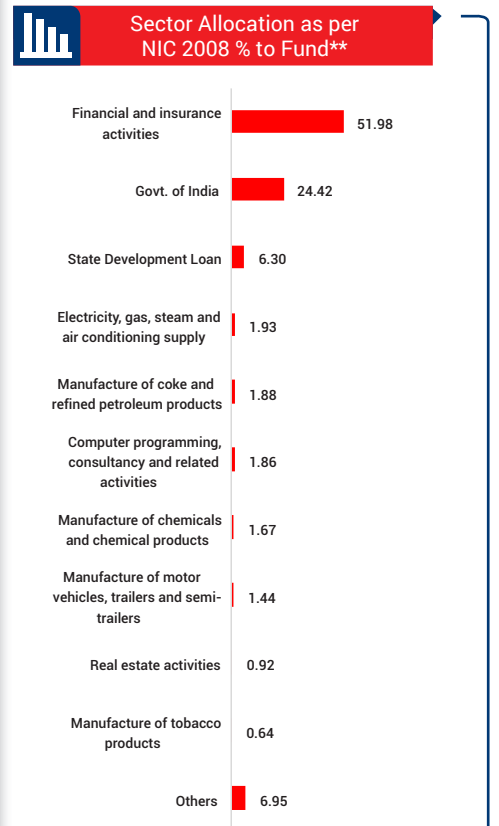 Sector Allocation as per
NIC 2008 % to Fund**
Financial and insurance
activities
51.98
Govt. of India
24.42
State Development Loan
6.30
Electricity, gas, steam and
air conditioning supply
1.93
Manufacture of coke and
refined petroleum products
1.88
Computer programming,
consultancy and related
activities
1.86
Manufacture of chemicals
and chemical products
1.67
Manufacture of motor
vehicles, trailers and semi-
trailers
1.44
Real estate activities
0.92
Manufacture of tobacco
products
0.64
Others
6.95